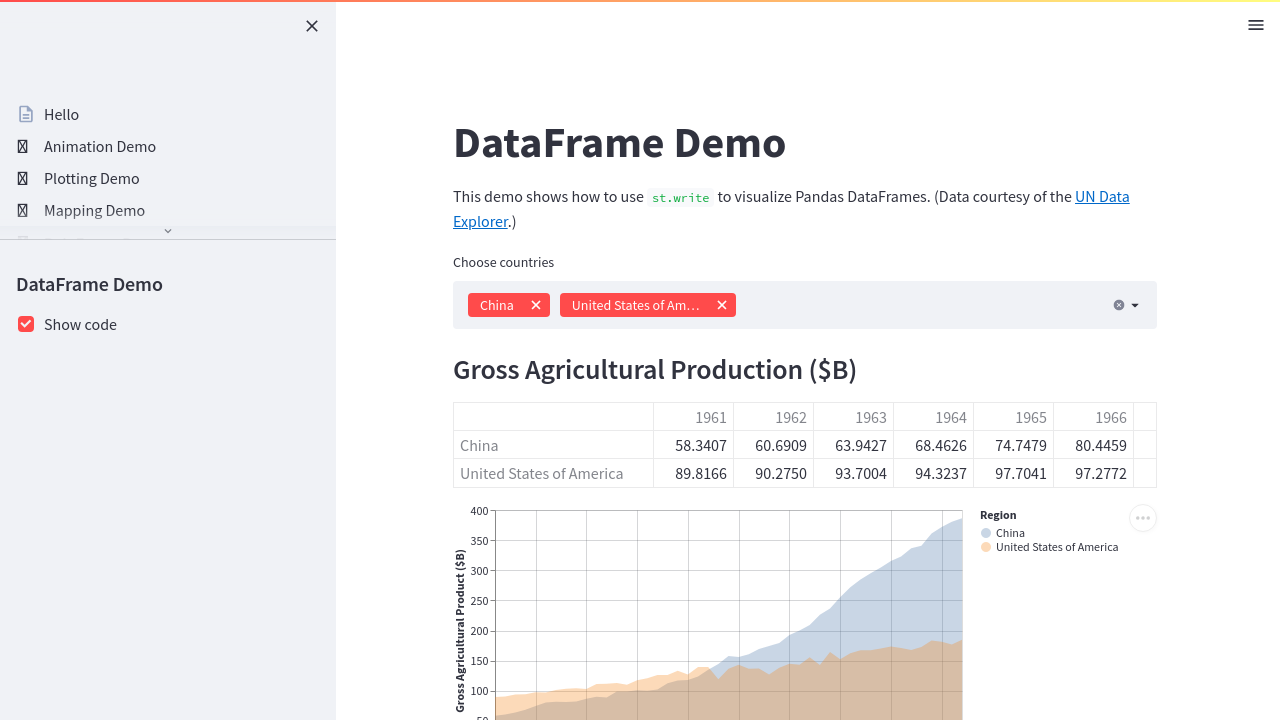 Hello
Animation Demo
Plotting Demo
Mapping Demo
DataFrame Demo
Show code
DataFrame Demo
This demo shows how to use st.write to visualize Pandas DataFrames. (Data courtesy of the UN Data
Explorer.)
Choose countries
China
United States of Am…
Gross Agricultural Production ($B)
1961 1962 1963 1964 1965 1966
China 58.3407 60.6909 63.9427 68.4626 74.7479 80.4459
United States of America 89.8166 90.2750 93.7004 94.3237 97.7041 97.2772
Gross Agricultural Product ($B)
400
350
300
250
200
150
100
50
Region
China
United States of America